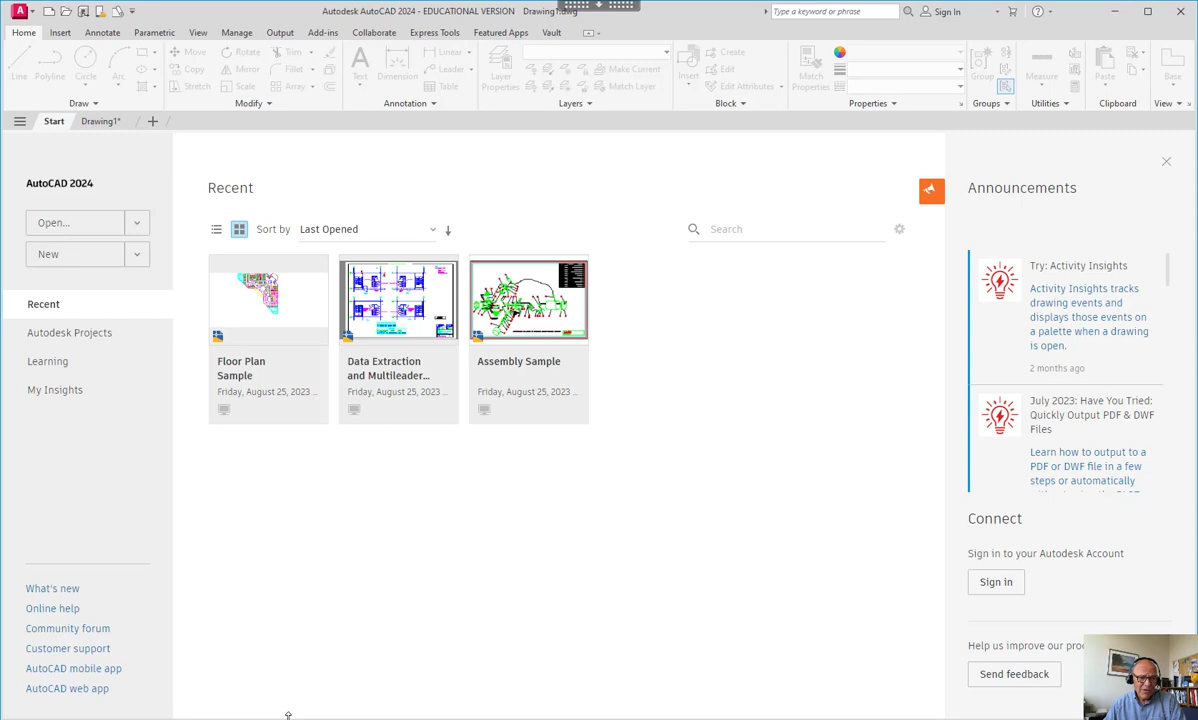 Autodesk AutoCAD 2024 - EDUCATIONAL VERSION Drawing1.dwg
Type a keyword or phrase
Sign In
Home Insert Annotate Parametric View Manage Output Add-ins Collaborate Express Tools Featured Apps Vault
Line Polyline Circle Arc
Move Rotate Trim
Copy Mirror Fillet
Stretch Scale Array
Text Dimension
Linear
Leader
Table
Layer Properties
Make Current
Match Layer
Insert
Create
Edit
Edit Attributes
Match Properties
Group
Measure
Paste
Base
Draw Modify Annotation Layers Block Properties Groups Utilities Clipboard View
Start Drawing1*
AutoCAD 2024
Open...
New
Recent
Autodesk Projects
Learning
My Insights
What's new
Online help
Community forum
Customer support
AutoCAD mobile app
AutoCAD web app
Recent
Sort by Last Opened
Search
Floor Plan
Sample
Friday, August 25, 2023 ...
Data Extraction
and Multileader...
Friday, August 25, 2023 ...
Assembly Sample
Friday, August 25, 2023 ...
Announcements
Try: Activity Insights
Activity Insights tracks
drawing events and
displays those events on
a palette when a drawing
is open.
2 months ago
July 2023: Have You Tried:
Quickly Output PDF & DWF
Files
Learn how to output to a
PDF or DWF file in a few
steps or automatically
Connect
Sign in to your Autodesk Account
Sign in
Help us improve our pro
Send feedback